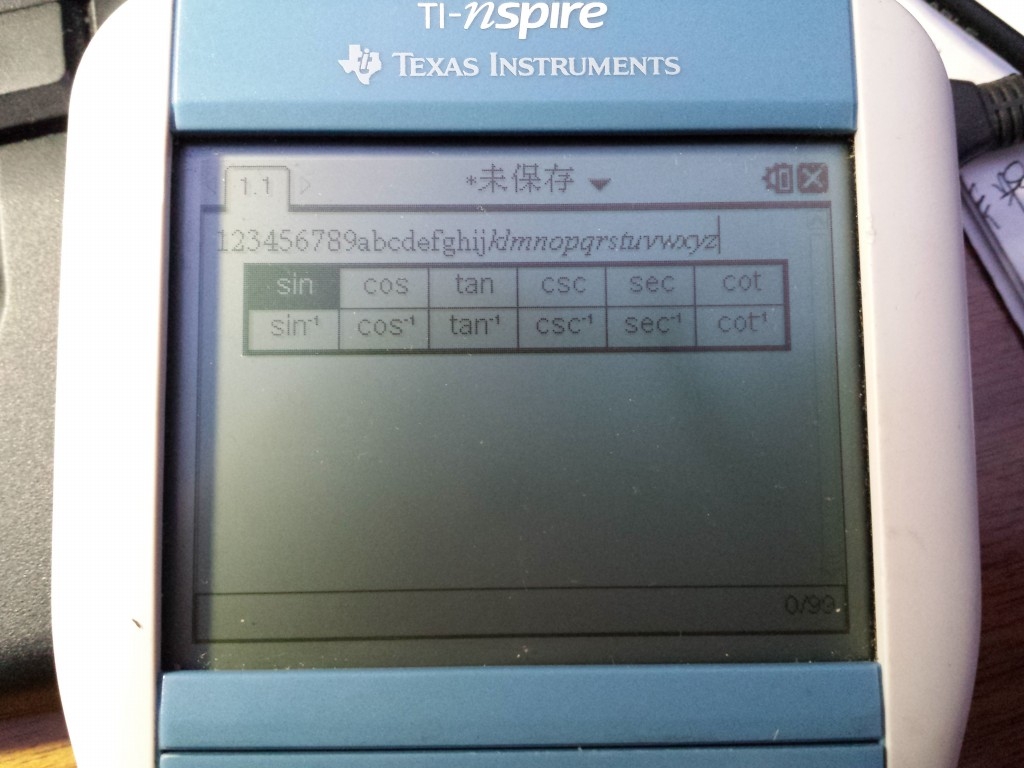 TI-nspire
TEXAS INSTRUMENTS
1.1 *未保存
123456789abcdefghijklmnopqrstuvwxyz
sin cos tan csc sec cot
sin⁻¹ cos⁻¹ tan⁻¹ csc⁻¹ sec⁻¹ cot⁻¹
0/99